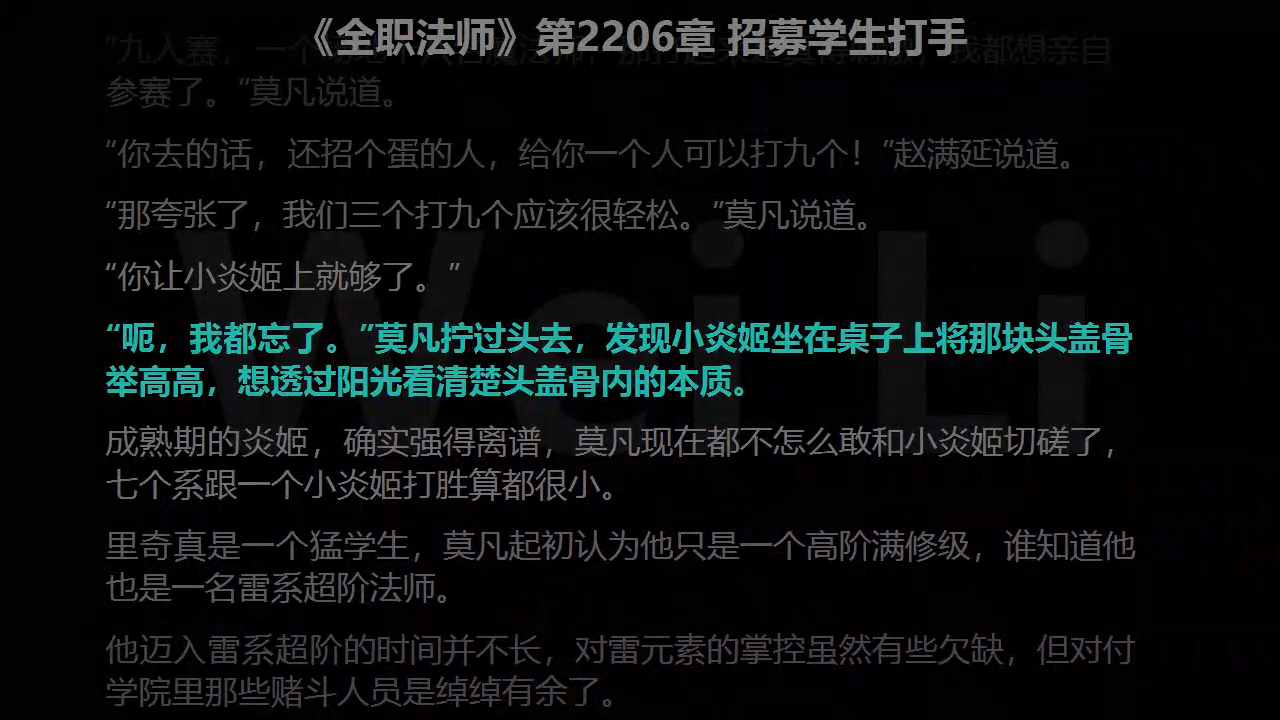 《全职法师》第2206章 招募学生打手
“九人赛，一个
我都想亲自
参赛了。“莫凡说道。
“你去的话，还招个蛋的人，给你一个人可以打九个！”赵满延说道。
“那夸张了，我们三个打九个应该很轻松。”莫凡说道。
“你让小炎姬上就够了。”
“呃，我都忘了。”莫凡拧过头去，发现小炎姬坐在桌子上将那块头盖骨
举高高，想透过阳光看清楚头盖骨内的本质。
成熟期的炎姬，确实强得离谱，莫凡现在都不怎么敢和小炎姬切磋了，
七个系跟一个小炎姬打胜算都很小。
里奇真是一个猛学生，莫凡起初认为他只是一个高阶满修级，谁知道他
也是一名雷系超阶法师。
他迈入雷系超阶的时间并不长，对雷元素的掌控虽然有些欠缺，但对付
学院里那些赌斗人员是绰绰有余了。
Wei Li